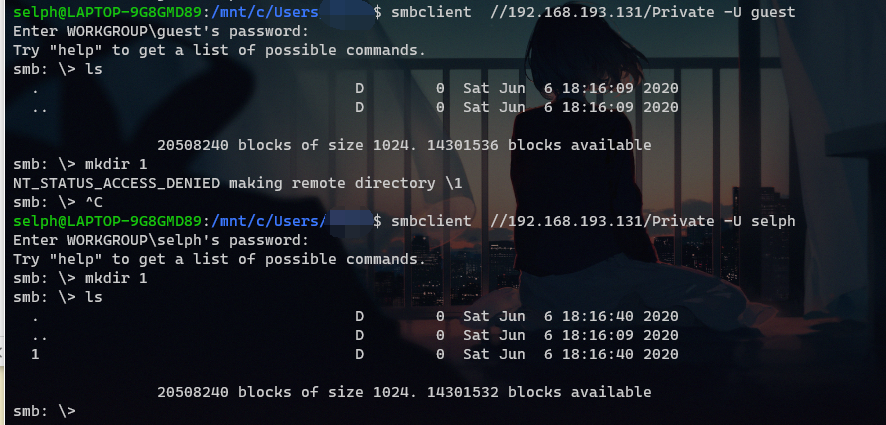 selph@LAPTOP-9G8GMD89:/mnt/c/Users $ smbclient  //192.168.193.131/Private -U guest
Enter WORKGROUP\guest's password:
Try "help" to get a list of possible commands.
smb: \> ls
  .                                   D        0  Sat Jun  6 18:16:09 2020
  ..                                  D        0  Sat Jun  6 18:16:09 2020
                20508240 blocks of size 1024. 14301536 blocks available
smb: \> mkdir 1
NT_STATUS_ACCESS_DENIED making remote directory \1
smb: \> ^C
selph@LAPTOP-9G8GMD89:/mnt/c/Users/ $ smbclient  //192.168.193.131/Private -U selph
Enter WORKGROUP\selph's password:
Try "help" to get a list of possible commands.
smb: \> mkdir 1
smb: \> ls
  .                                   D        0  Sat Jun  6 18:16:40 2020
  ..                                  D        0  Sat Jun  6 18:16:09 2020
  1                                   D        0  Sat Jun  6 18:16:40 2020
                20508240 blocks of size 1024. 14301532 blocks available
smb: \>